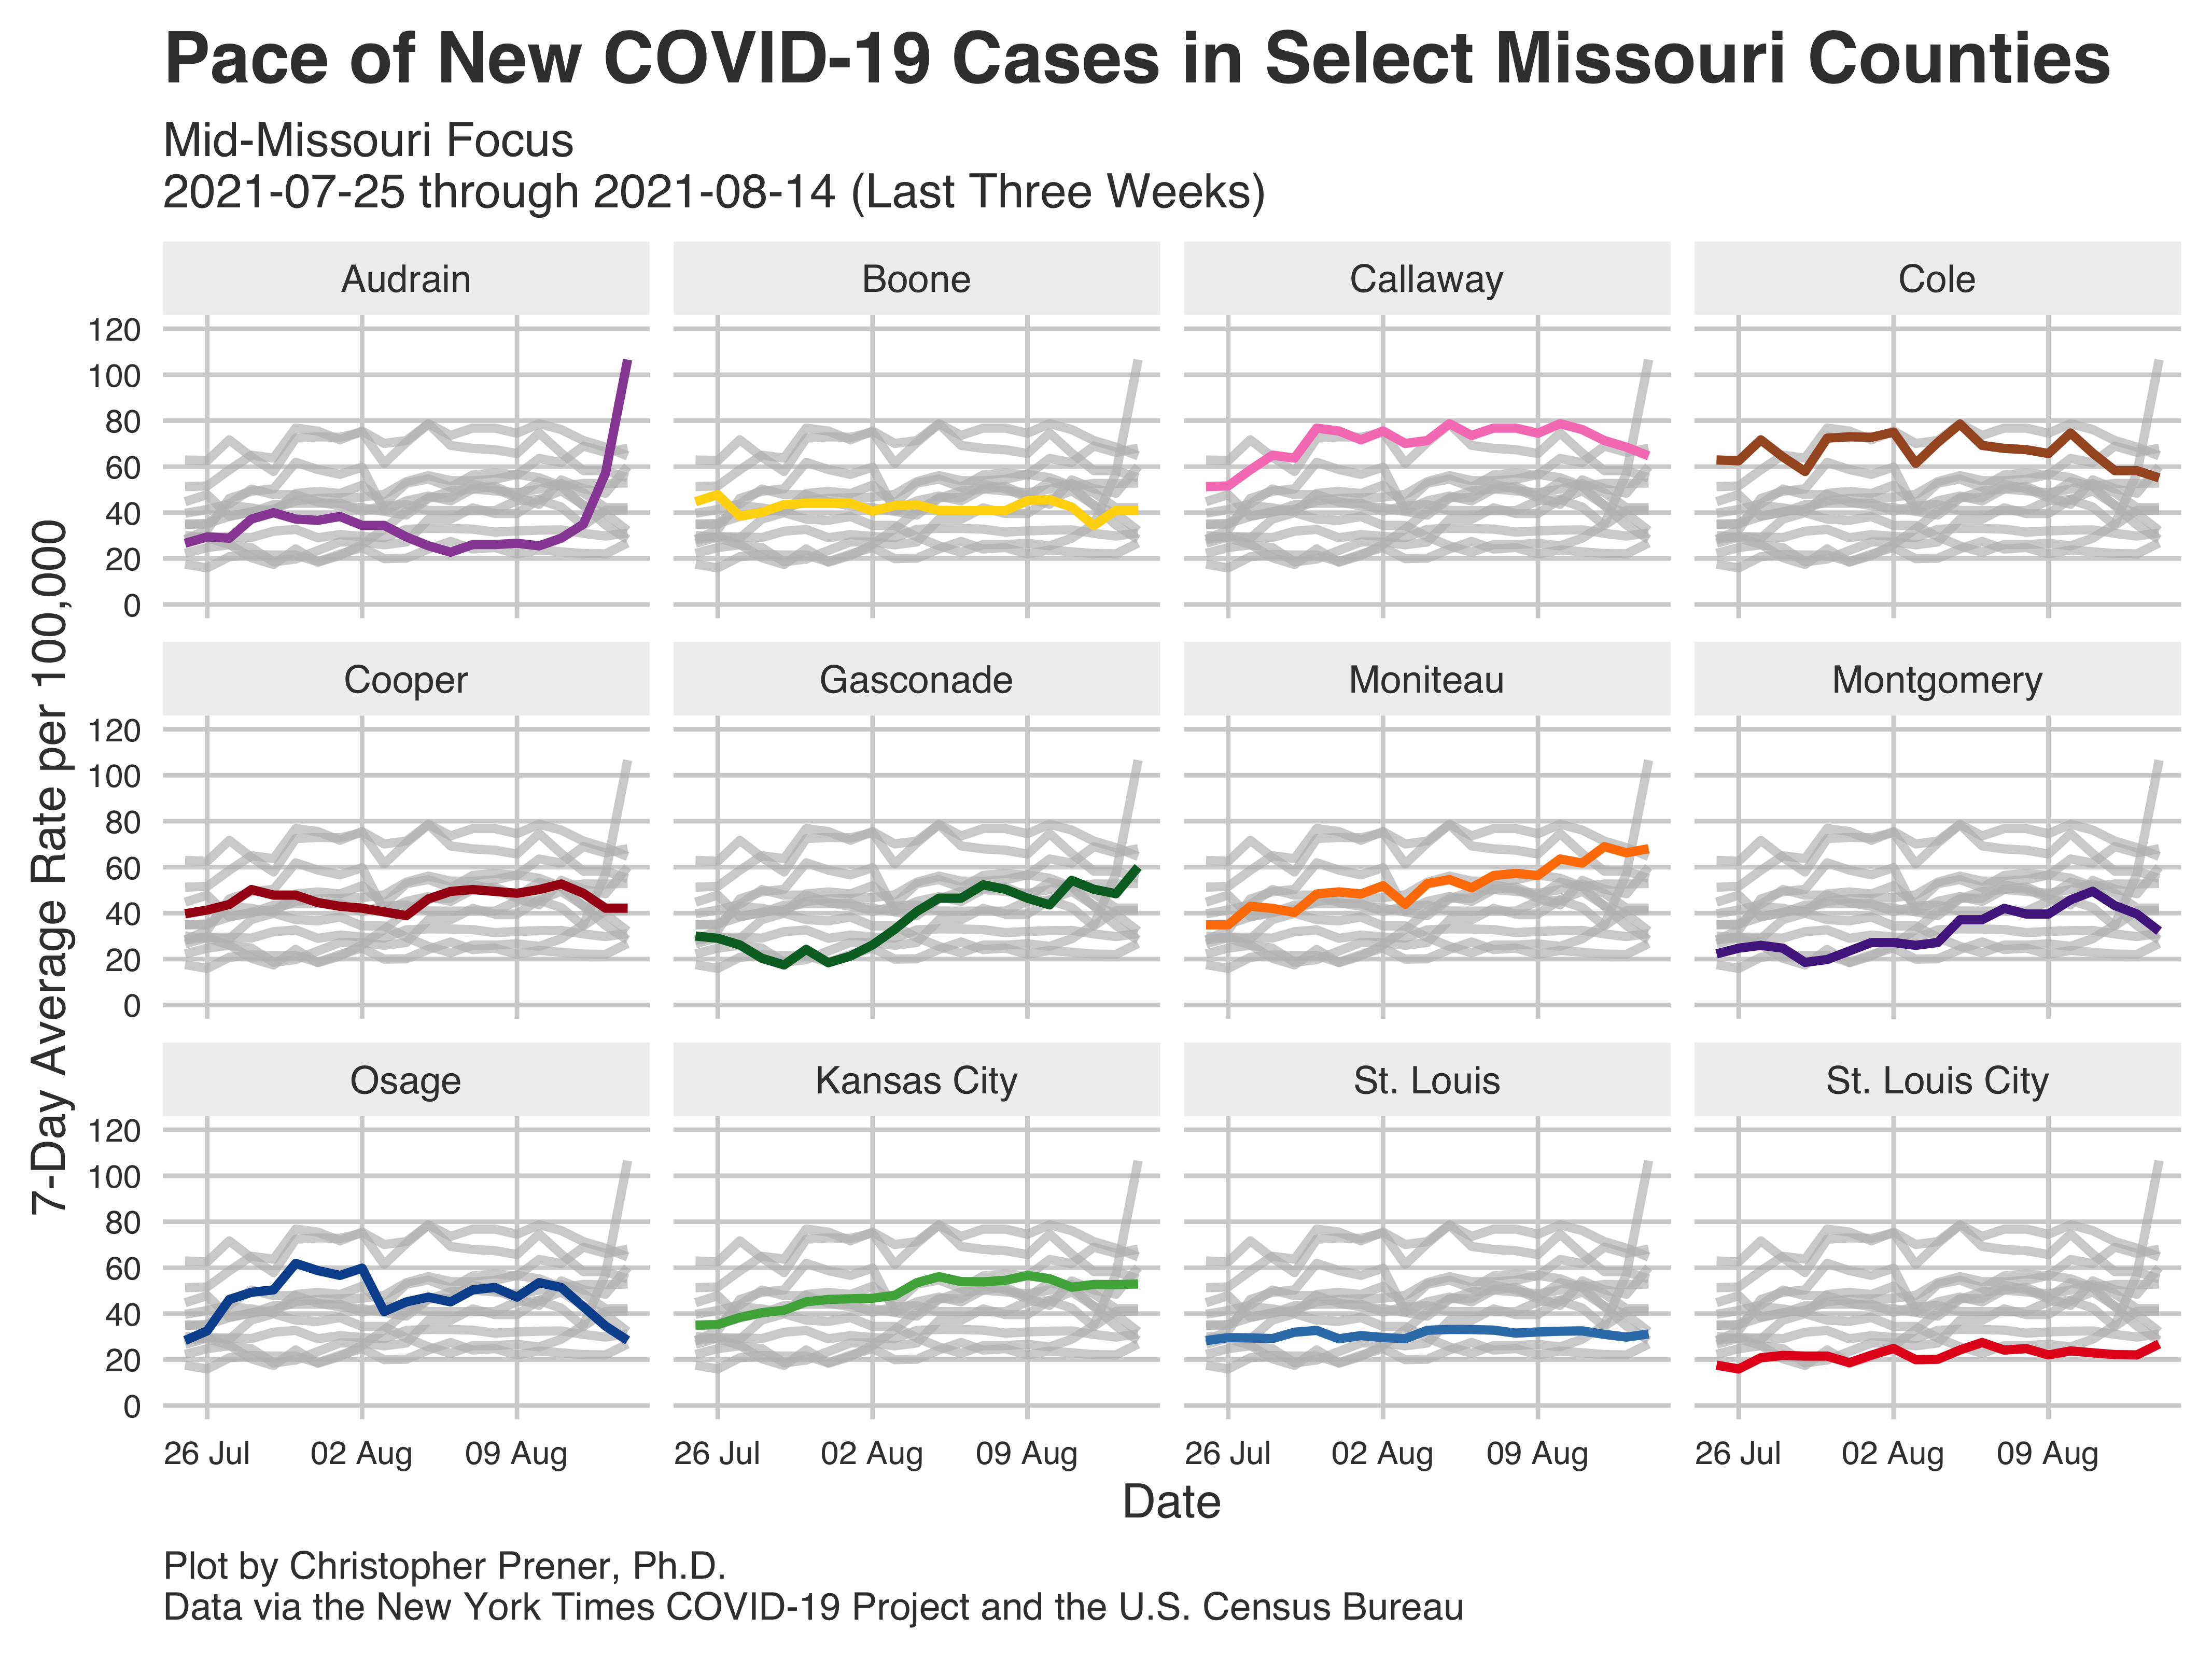 Pace of New COVID-19 Cases in Select Missouri Counties
Mid-Missouri Focus
2021-07-25 through 2021-08-14 (Last Three Weeks)
7-Day Average Rate per 100,000
Audrain
Boone
Callaway
Cole
120
100
80
60
40
20
0
Cooper
Gasconade
Moniteau
Montgomery
120
100
80
60
40
20
0
Osage
Kansas City
St. Louis
St. Louis City
120
100
80
60
40
20
0
26 Jul 02 Aug 09 Aug
26 Jul 02 Aug 09 Aug
26 Jul 02 Aug 09 Aug
26 Jul 02 Aug 09 Aug
Date
Plot by Christopher Prener, Ph.D.
Data via the New York Times COVID-19 Project and the U.S. Census Bureau